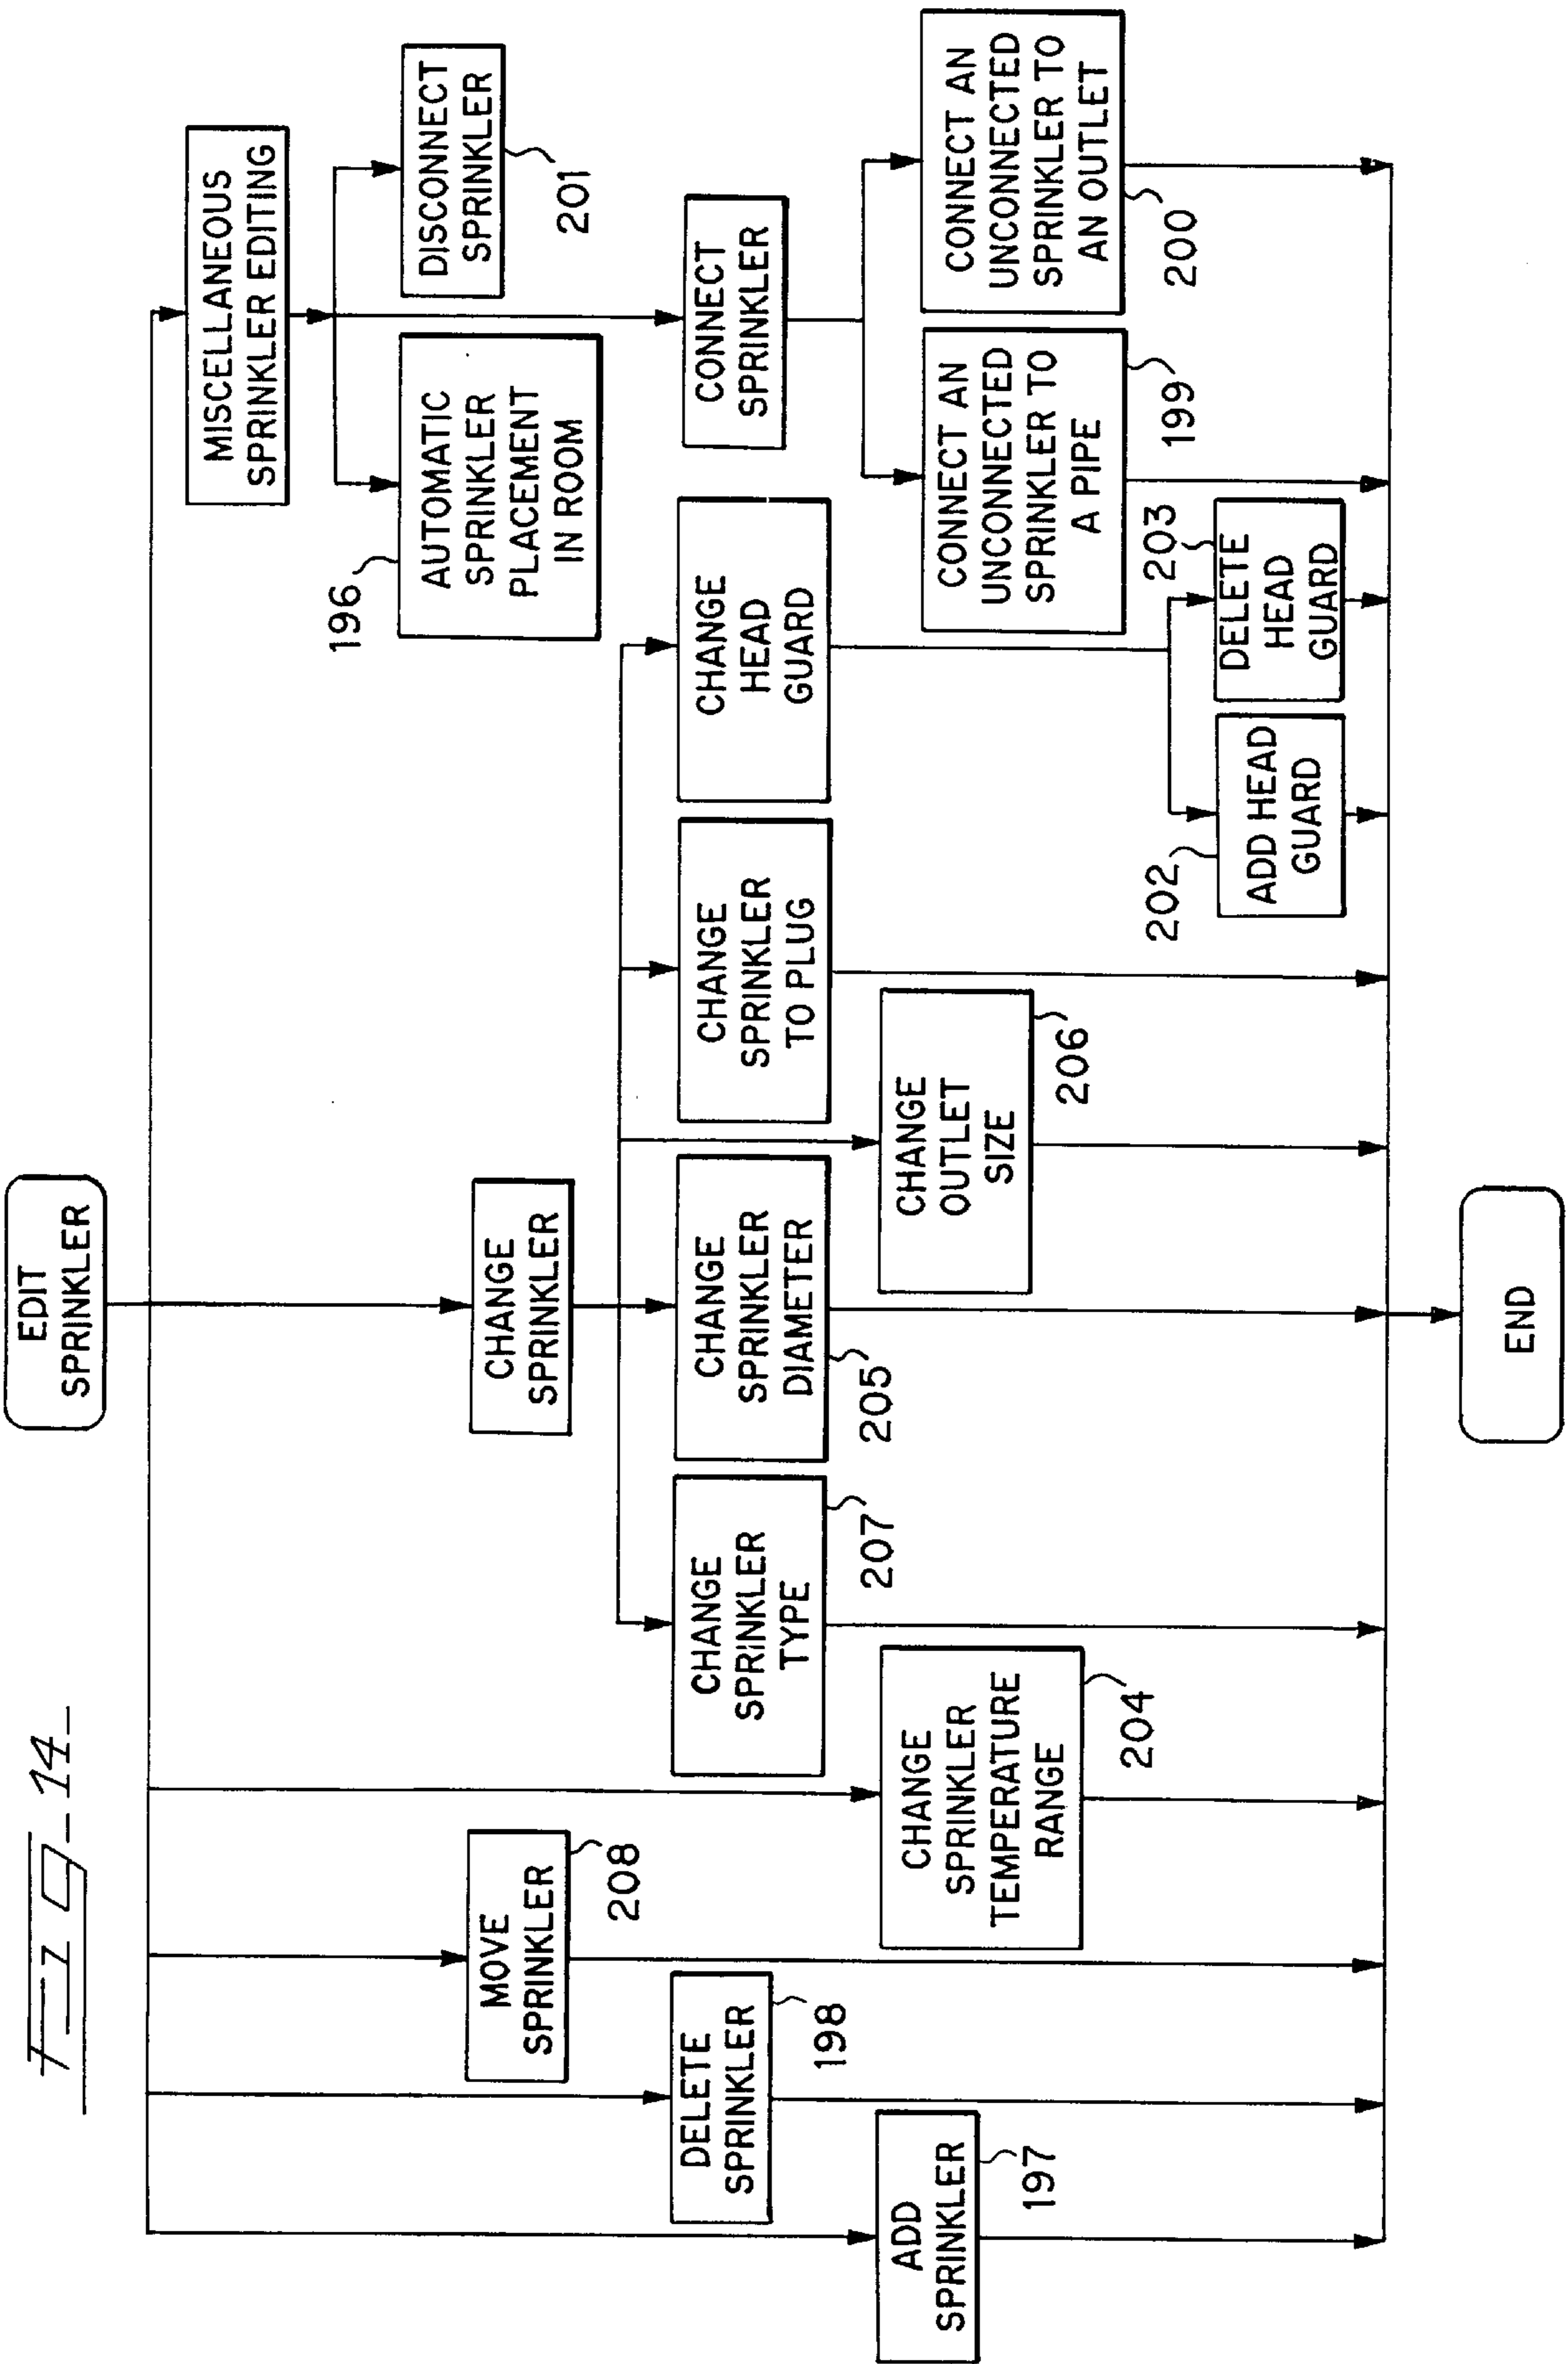 FIG-14-
EDIT
SPRINKLER
MISCELLANEOUS
SPRINKLER EDITING
196
AUTOMATIC
SPRINKLER
PLACEMENT
IN ROOM
DISCONNECT
SPRINKLER
201
MOVE
SPRINKLER
208
CHANGE
SPRINKLER
DELETE
SPRINKLER
198
CHANGE
SPRINKLER
TYPE
207
CHANGE
SPRINKLER
DIAMETER
205
CHANGE
SPRINKLER
TO PLUG
CHANGE
HEAD
GUARD
CONNECT
SPRINKLER
ADD
SPRINKLER
197
CHANGE
SPRINKLER
TEMPERATURE
RANGE
204
CHANGE
OUTLET
SIZE
206
CONNECT AN
UNCONNECTED
SPRINKLER TO
A PIPE
199
CONNECT AN
UNCONNECTED
SPRINKLER TO
AN OUTLET
200
202
ADD HEAD
GUARD
203
DELETE
HEAD
GUARD
END